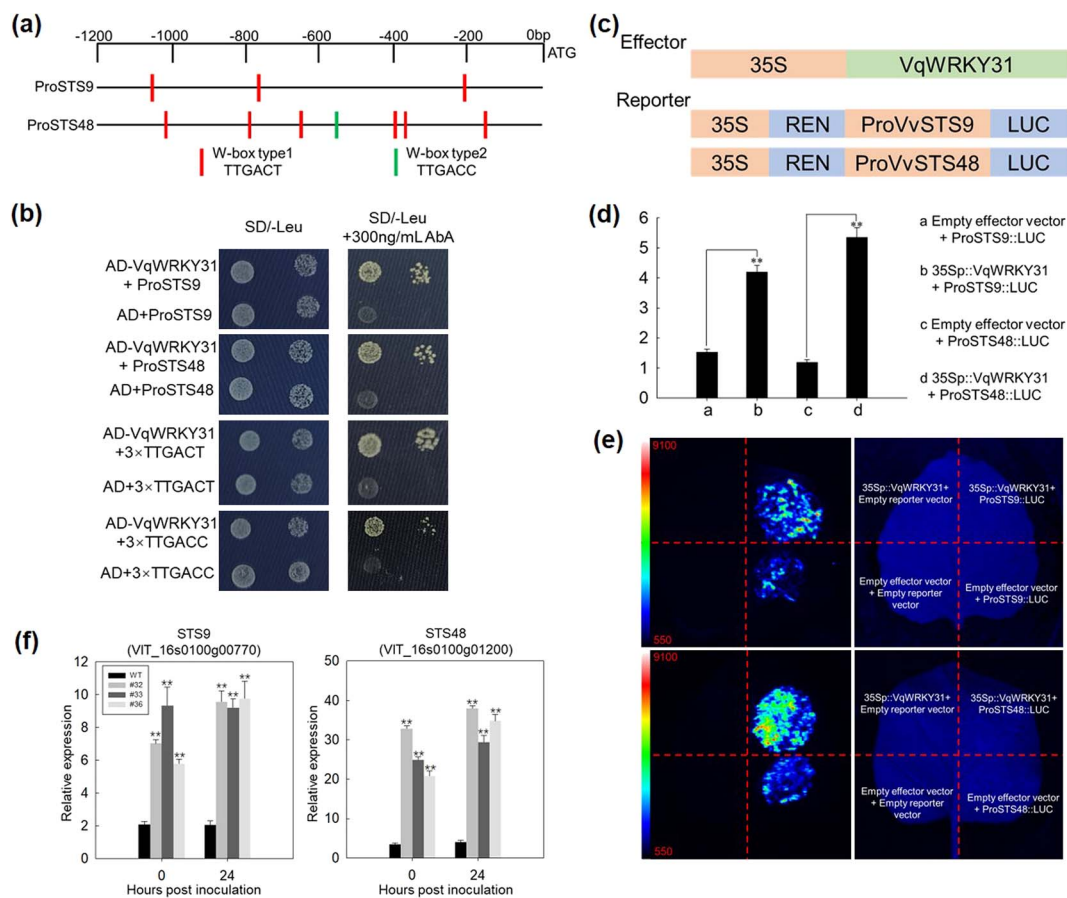 (a)
-1200 -1000 -800 -600 -400 -200 0bp
ATG
ProSTS9
ProSTS48
W-box type1
TTGACT
W-box type2
TTGACC
(b)
SD/-Leu
SD/-Leu
+300ng/mL AbA
AD-VqWRKY31
+ ProSTS9
AD+ProSTS9
AD-VqWRKY31
+ ProSTS48
AD+ProSTS48
AD-VqWRKY31
+3×TTGACT
AD+3×TTGACT
AD-VqWRKY31
+3×TTGACC
AD+3×TTGACC
(c)
Effector
35S VqWRKY31
Reporter
35S REN ProVvSTS9 LUC
35S REN ProVvSTS48 LUC
(d)
6
5
4
3
2
1
0
** **
a b c d
a Empty effector vector
+ ProSTS9::LUC
b 35Sp::VqWRKY31
+ ProSTS9::LUC
c Empty effector vector
+ ProSTS48::LUC
d 35Sp::VqWRKY31
+ ProSTS48::LUC
(e)
9100
550
35Sp::VqWRKY31+
Empty reporter vector
35Sp::VqWRKY31+
ProSTS9::LUC
Empty effector vector
+ Empty reporter
vector
Empty effector vector
+ ProSTS9::LUC
9100
550
35Sp::VqWRKY31+
Empty reporter vector
35Sp::VqWRKY31+
ProSTS48::LUC
Empty effector vector
+ Empty reporter
vector
Empty effector vector
+ ProSTS48::LUC
(f)
STS9
(VIT_16s0100g00770)
Relative expression
12
10
8
6
4
2
0
WT
#32
#33
#36
** ** ** ** ** **
0 24
Hours post inoculation
STS48
(VIT_16s0100g01200)
Relative expression
50
40
30
20
10
0
** ** ** ** ** **
0 24
Hours post inoculation